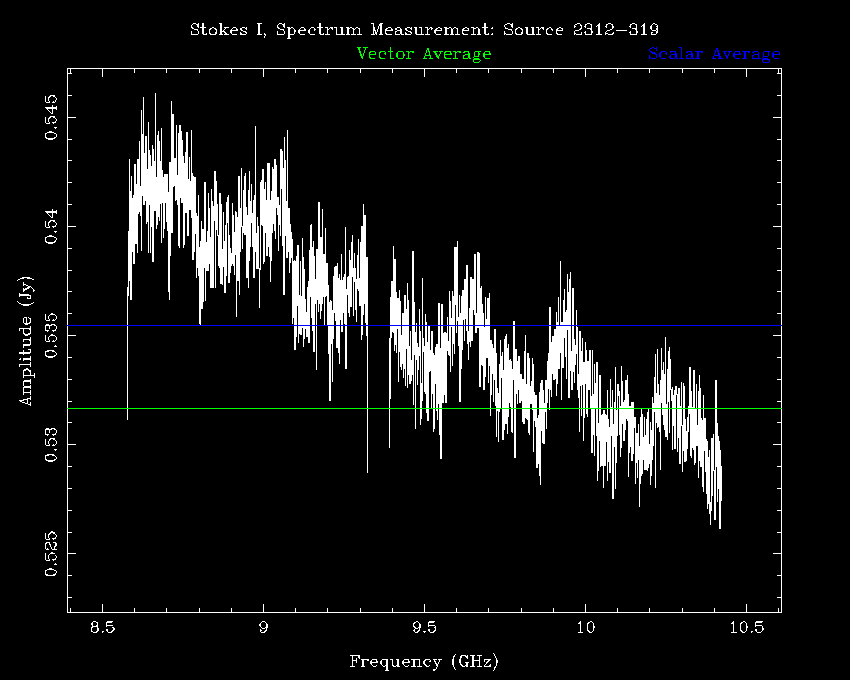 Stokes I, Spectrum Measurement: Source 2312−319
Vector Average Scalar Average
0.545
0.54
0.535
0.53
0.525
Amplitude (Jy)
8.5 9 9.5 10 10.5
Frequency (GHz)